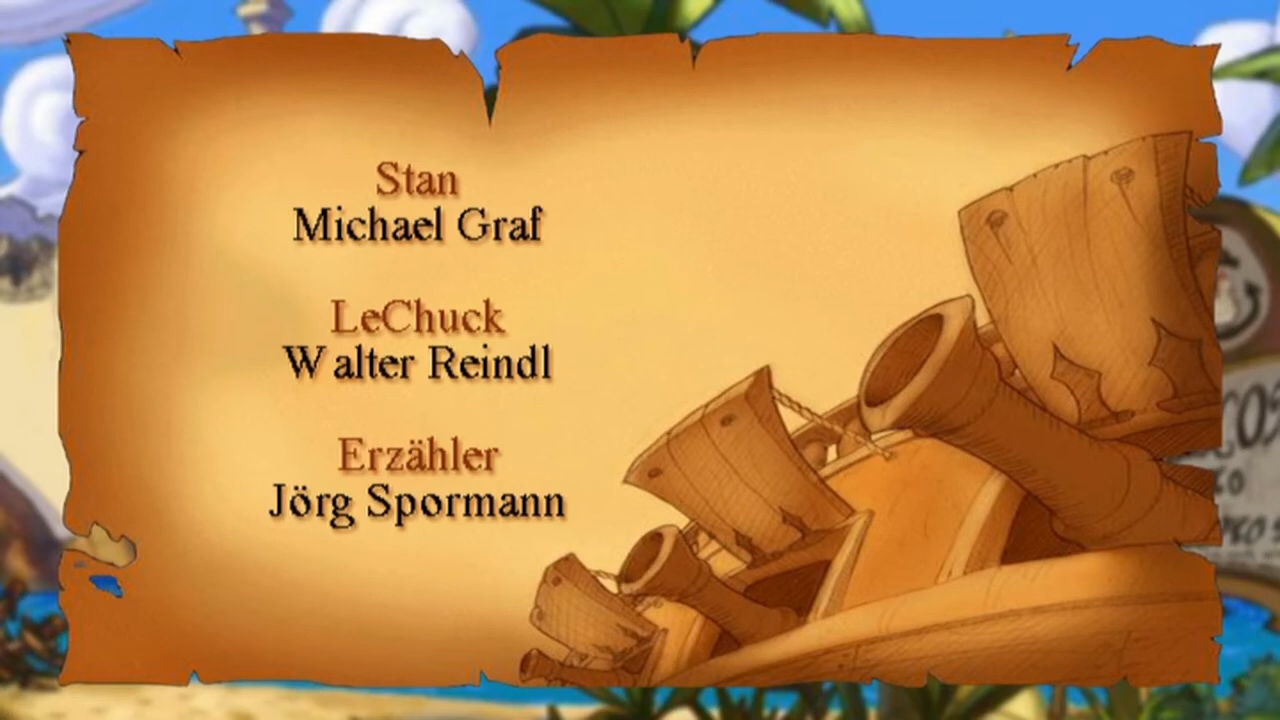 Stan
Michael Graf
LeChuck
Walter Reindl
Erzähler
Jörg Spormann